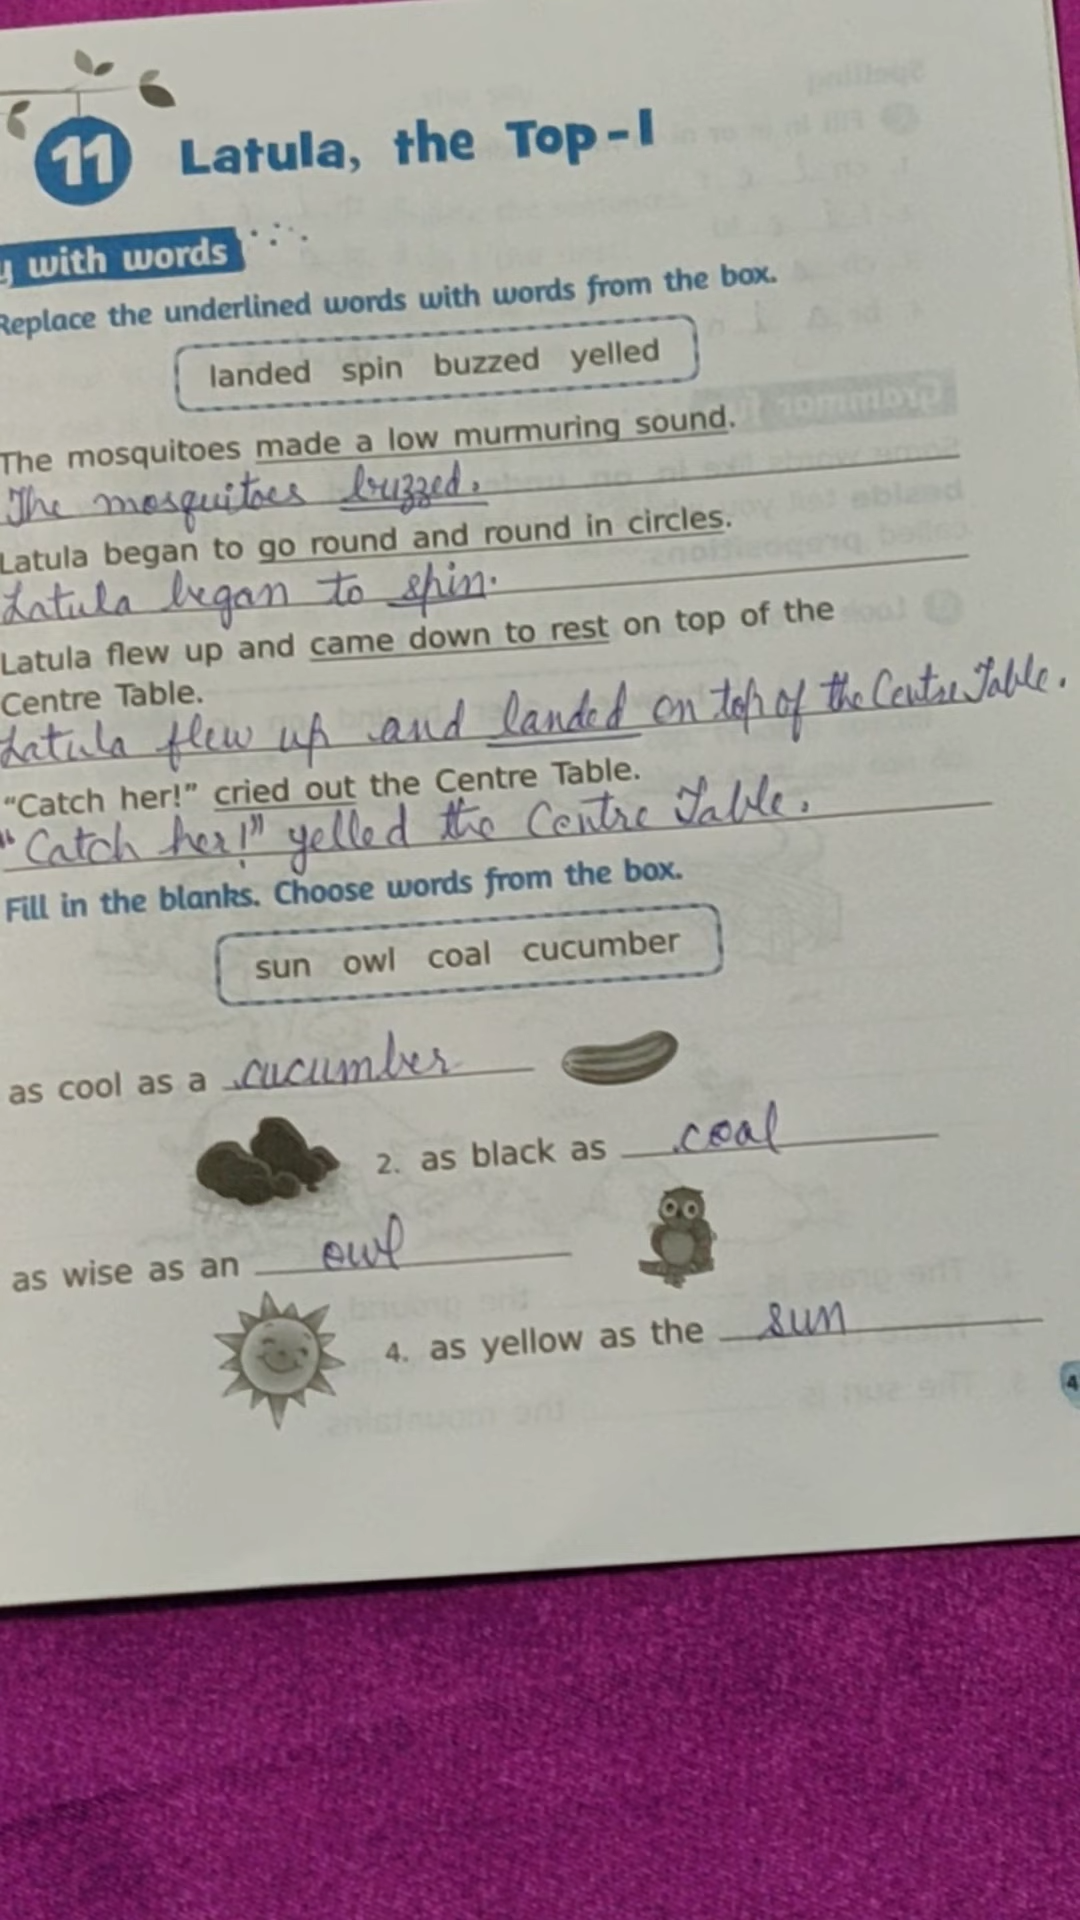 11 Latula, the Top-I
y with words
Replace the underlined words with words from the box.
landed spin buzzed yelled
The mosquitoes made a low murmuring sound.
The mosquitoes buzzed.
Latula began to go round and round in circles.
Latula began to spin.
Latula flew up and came down to rest on top of the
Centre Table.
Latula flew up and landed on top of the Centre Table.
"Catch her!" cried out the Centre Table.
"Catch her!" yelled the Centre Table.
Fill in the blanks. Choose words from the box.
sun owl coal cucumber
as cool as a cucumber
2. as black as coal
as wise as an owl
4. as yellow as the sun
4